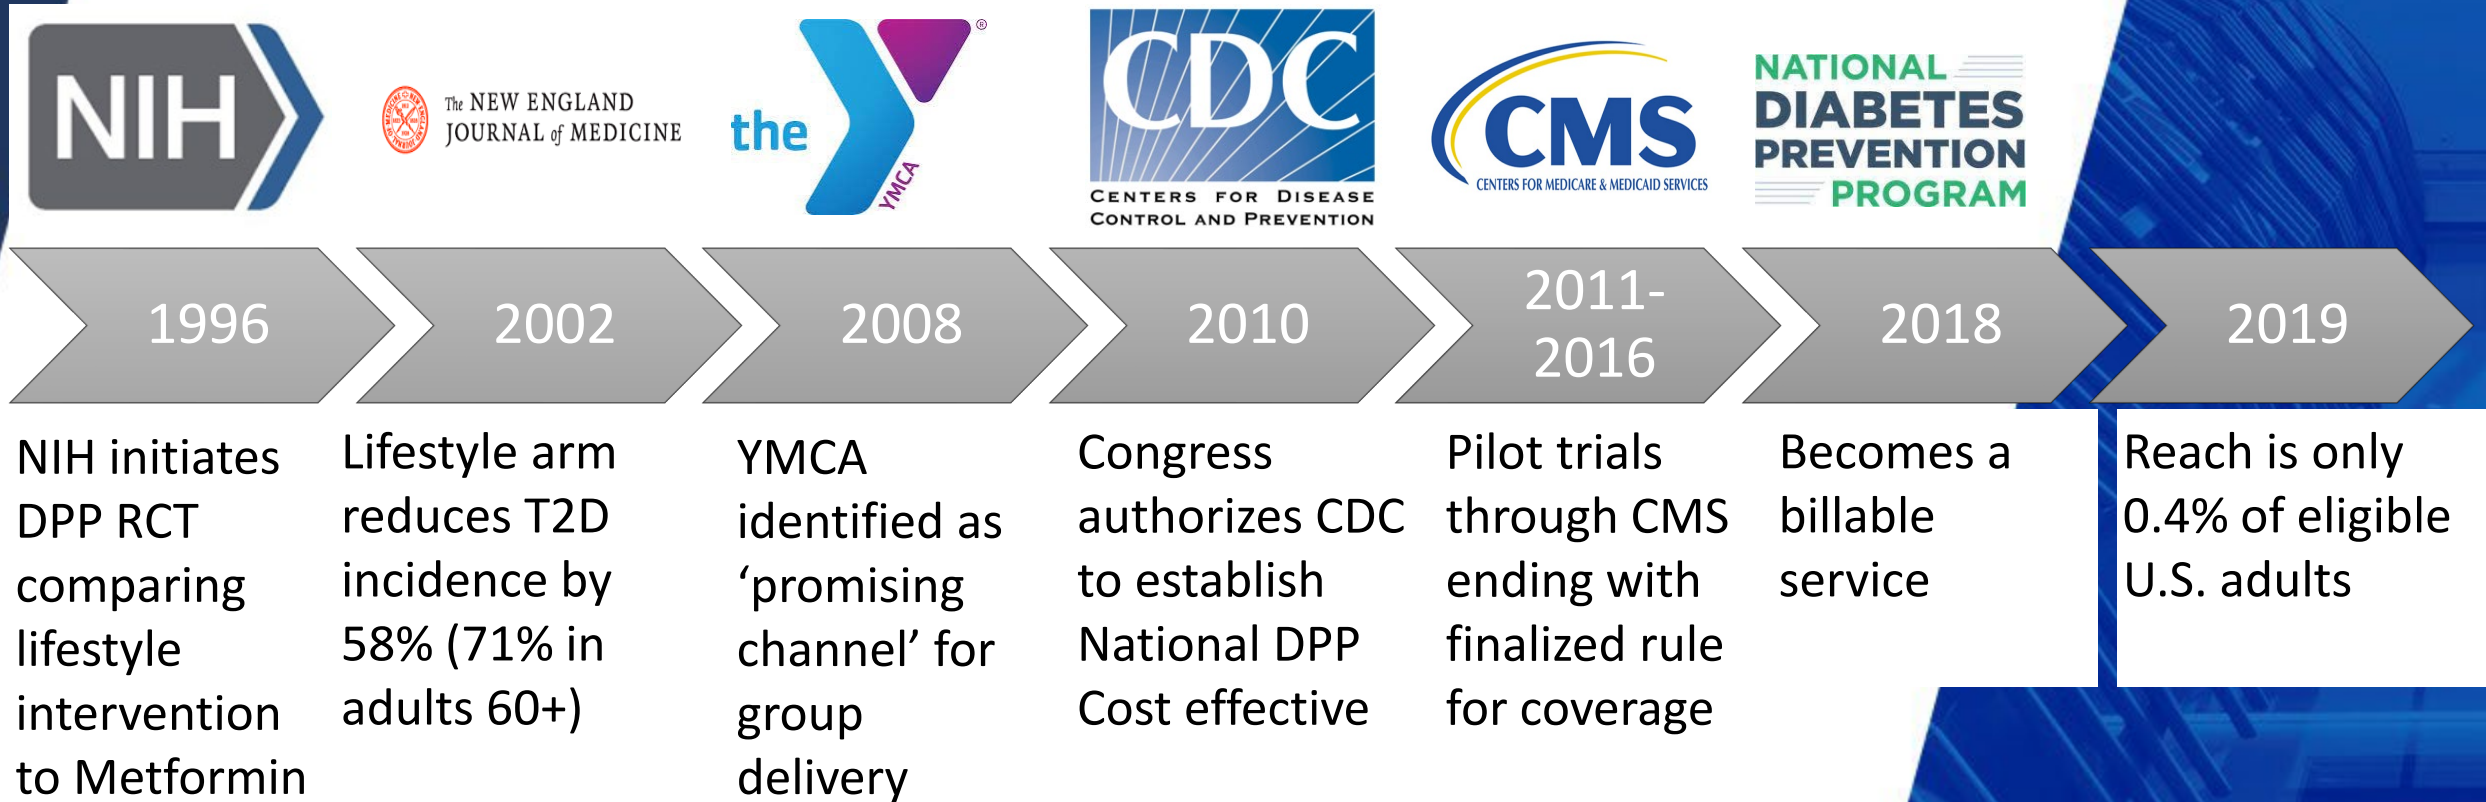 NIH
The NEW ENGLAND
JOURNAL of MEDICINE
the
YMCA
®
CDC
CENTERS FOR DISEASE
CONTROL AND PREVENTION
CMS
CENTERS FOR MEDICARE & MEDICAID SERVICES
NATIONAL
DIABETES
PREVENTION
PROGRAM
1996
2002
2008
2010
2011-
2016
2018
2019
NIH initiates
DPP RCT
comparing
lifestyle
intervention
to Metformin
Lifestyle arm
reduces T2D
incidence by
58% (71% in
adults 60+)
YMCA
identified as
‘promising
channel’ for
group
delivery
Congress
authorizes CDC
to establish
National DPP
Cost effective
Pilot trials
through CMS
ending with
finalized rule
for coverage
Becomes a
billable
service
Reach is only
0.4% of eligible
U.S. adults